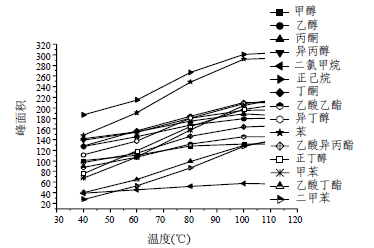 峰面积
320
300
280
260
240
220
200
180
160
140
120
100
80
60
40
20
0
30 40 50 60 70 80 90 100 110 120
温度(℃)
甲醇
乙醇
丙酮
异丙醇
二氯甲烷
正己烷
丁酮
乙酸乙酯
异丁醇
苯
乙酸异丙酯
正丁醇
甲苯
乙酸丁酯
二甲苯